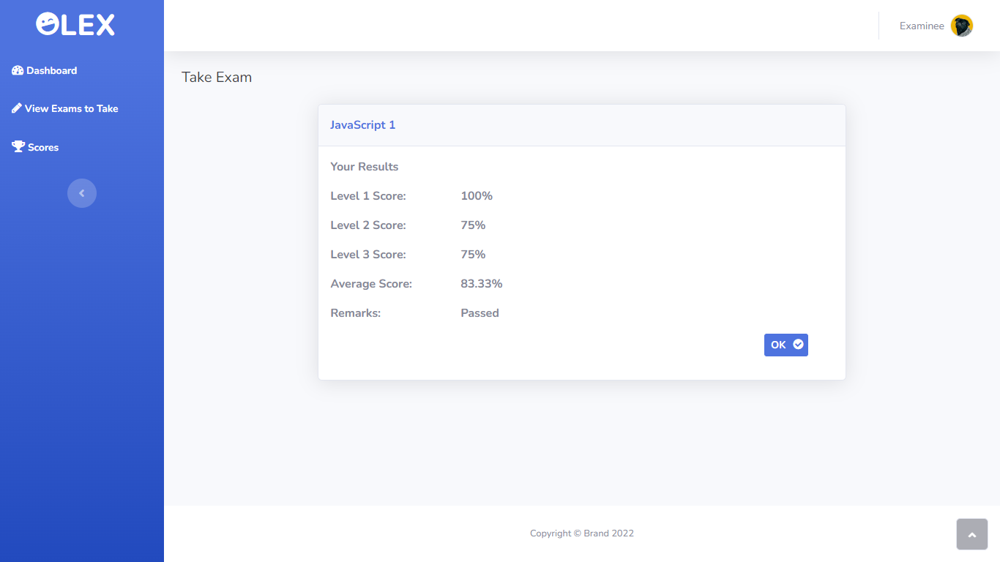 OLEX
Dashboard
View Exams to Take
Scores
Examinee
Take Exam
JavaScript 1
Your Results
Level 1 Score: 100%
Level 2 Score: 75%
Level 3 Score: 75%
Average Score: 83.33%
Remarks: Passed
OK
Copyright © Brand 2022